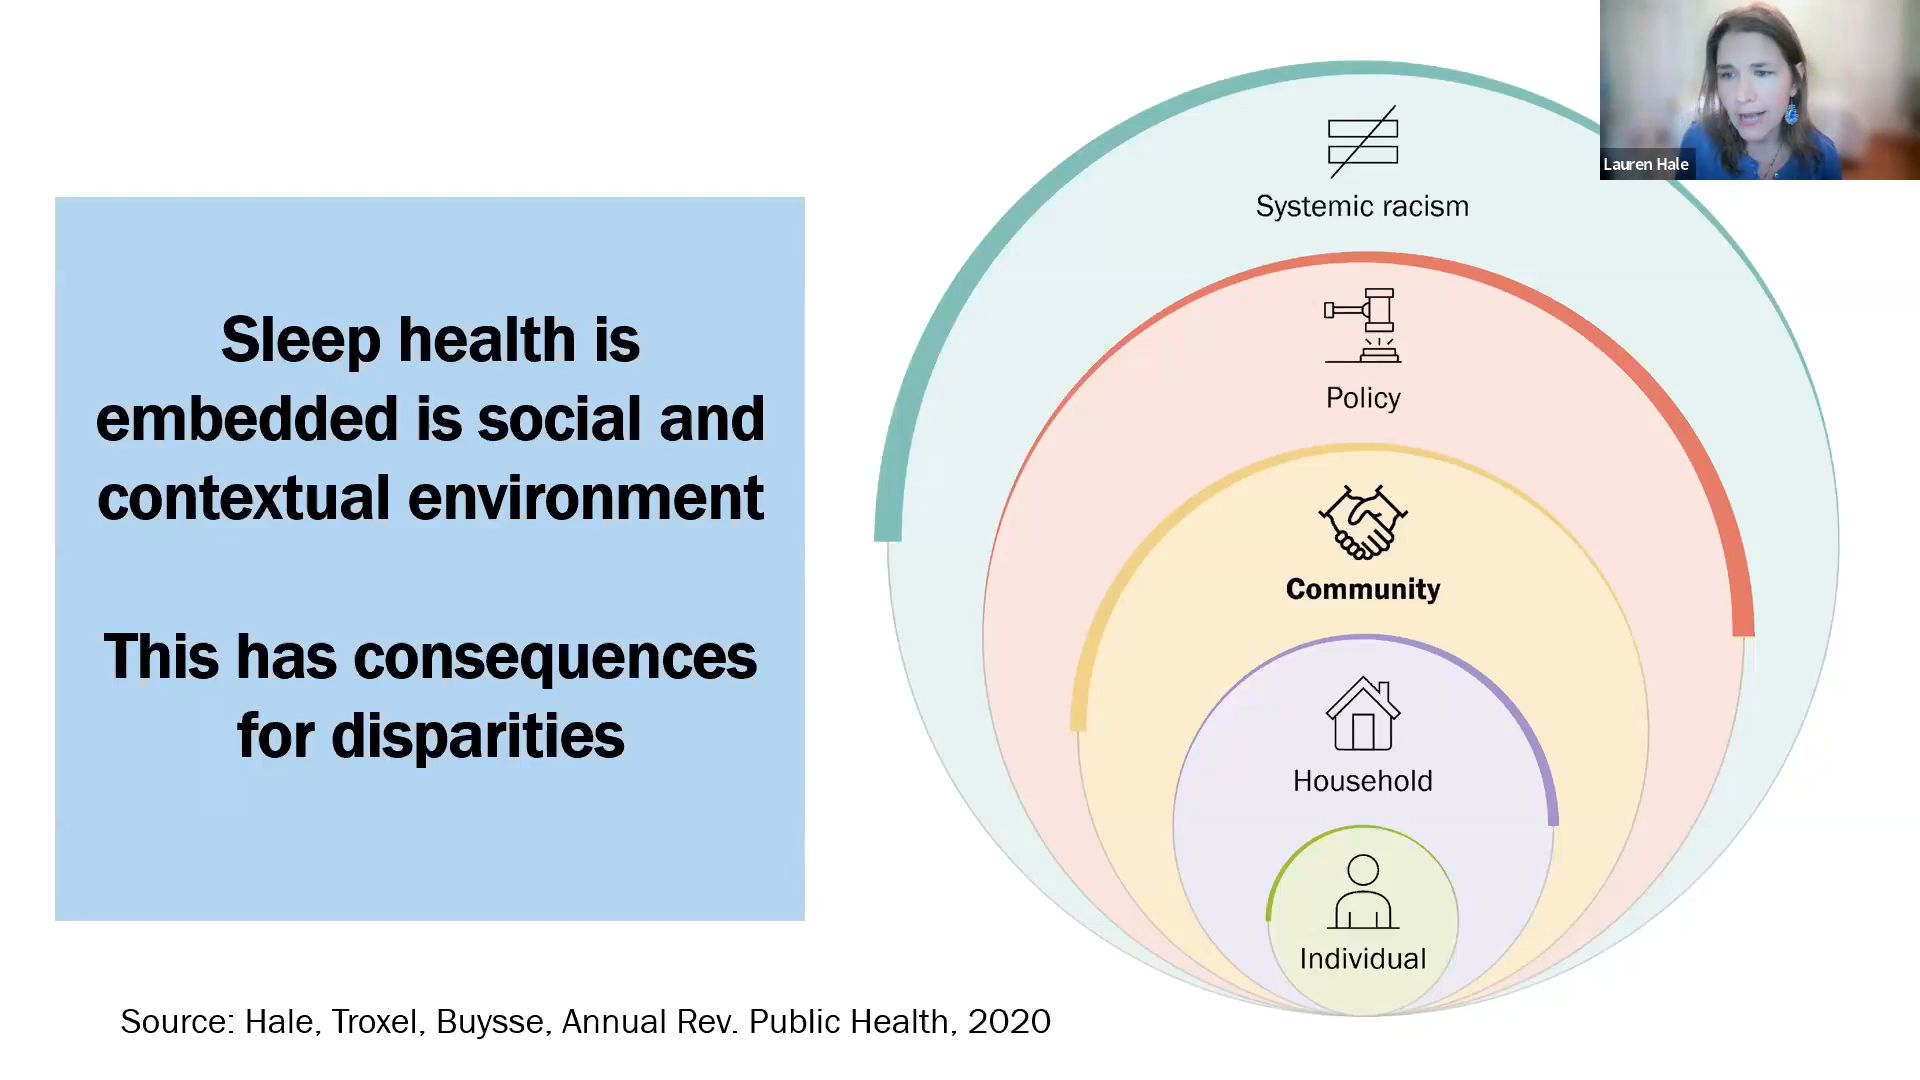 Lauren Hale
Systemic racism
Policy
Community
Household
Individual
Sleep health is
embedded is social and
contextual environment
This has consequences
for disparities
Source: Hale, Troxel, Buysse, Annual Rev. Public Health, 2020